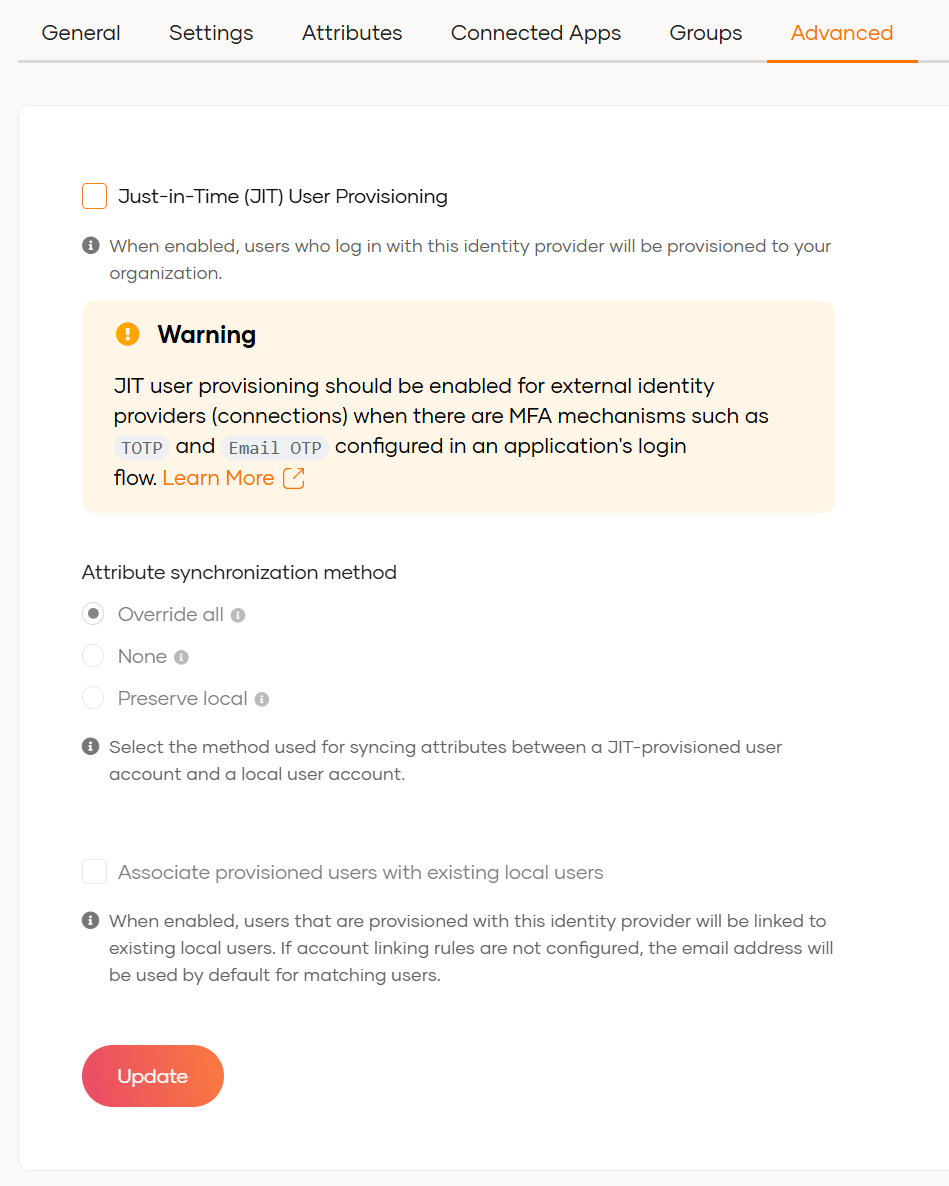 General Settings Attributes Connected Apps Groups Advanced
Just-in-Time (JIT) User Provisioning
When enabled, users who log in with this identity provider will be provisioned to your
organization.
Warning
JIT user provisioning should be enabled for external identity
providers (connections) when there are MFA mechanisms such as
TOTP and Email OTP configured in an application's login
flow. Learn More
Attribute synchronization method
Override all
None
Preserve local
Select the method used for syncing attributes between a JIT-provisioned user
account and a local user account.
Associate provisioned users with existing local users
When enabled, users that are provisioned with this identity provider will be linked to
existing local users. If account linking rules are not configured, the email address will
be used by default for matching users.
Update